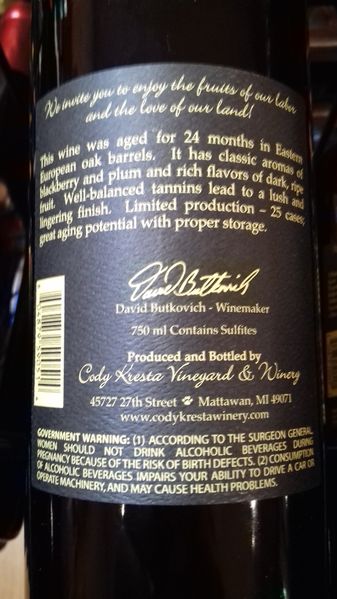 We invite you to enjoy the fruits of our labor
and the love of our land!
This wine was aged for 24 months in Eastern
European oak barrels. It has classic aromas of
blackberry and plum and rich flavors of dark, ripe
fruit. Well-balanced tannins lead to a lush and
lingering finish. Limited production – 25 cases;
great aging potential with proper storage.
David Butkovich
David Butkovich - Winemaker
750 ml Contains Sulfites
Produced and Bottled by
Cody Kresta Vineyard & Winery
45727 27th Street Mattawan, MI 49071
www.codykrestawinery.com
GOVERNMENT WARNING: (1) ACCORDING TO THE SURGEON GENERAL,
WOMEN SHOULD NOT DRINK ALCOHOLIC BEVERAGES DURING
PREGNANCY BECAUSE OF THE RISK OF BIRTH DEFECTS. (2) CONSUMPTION
OF ALCOHOLIC BEVERAGES IMPAIRS YOUR ABILITY TO DRIVE A CAR OR
OPERATE MACHINERY, AND MAY CAUSE HEALTH PROBLEMS.